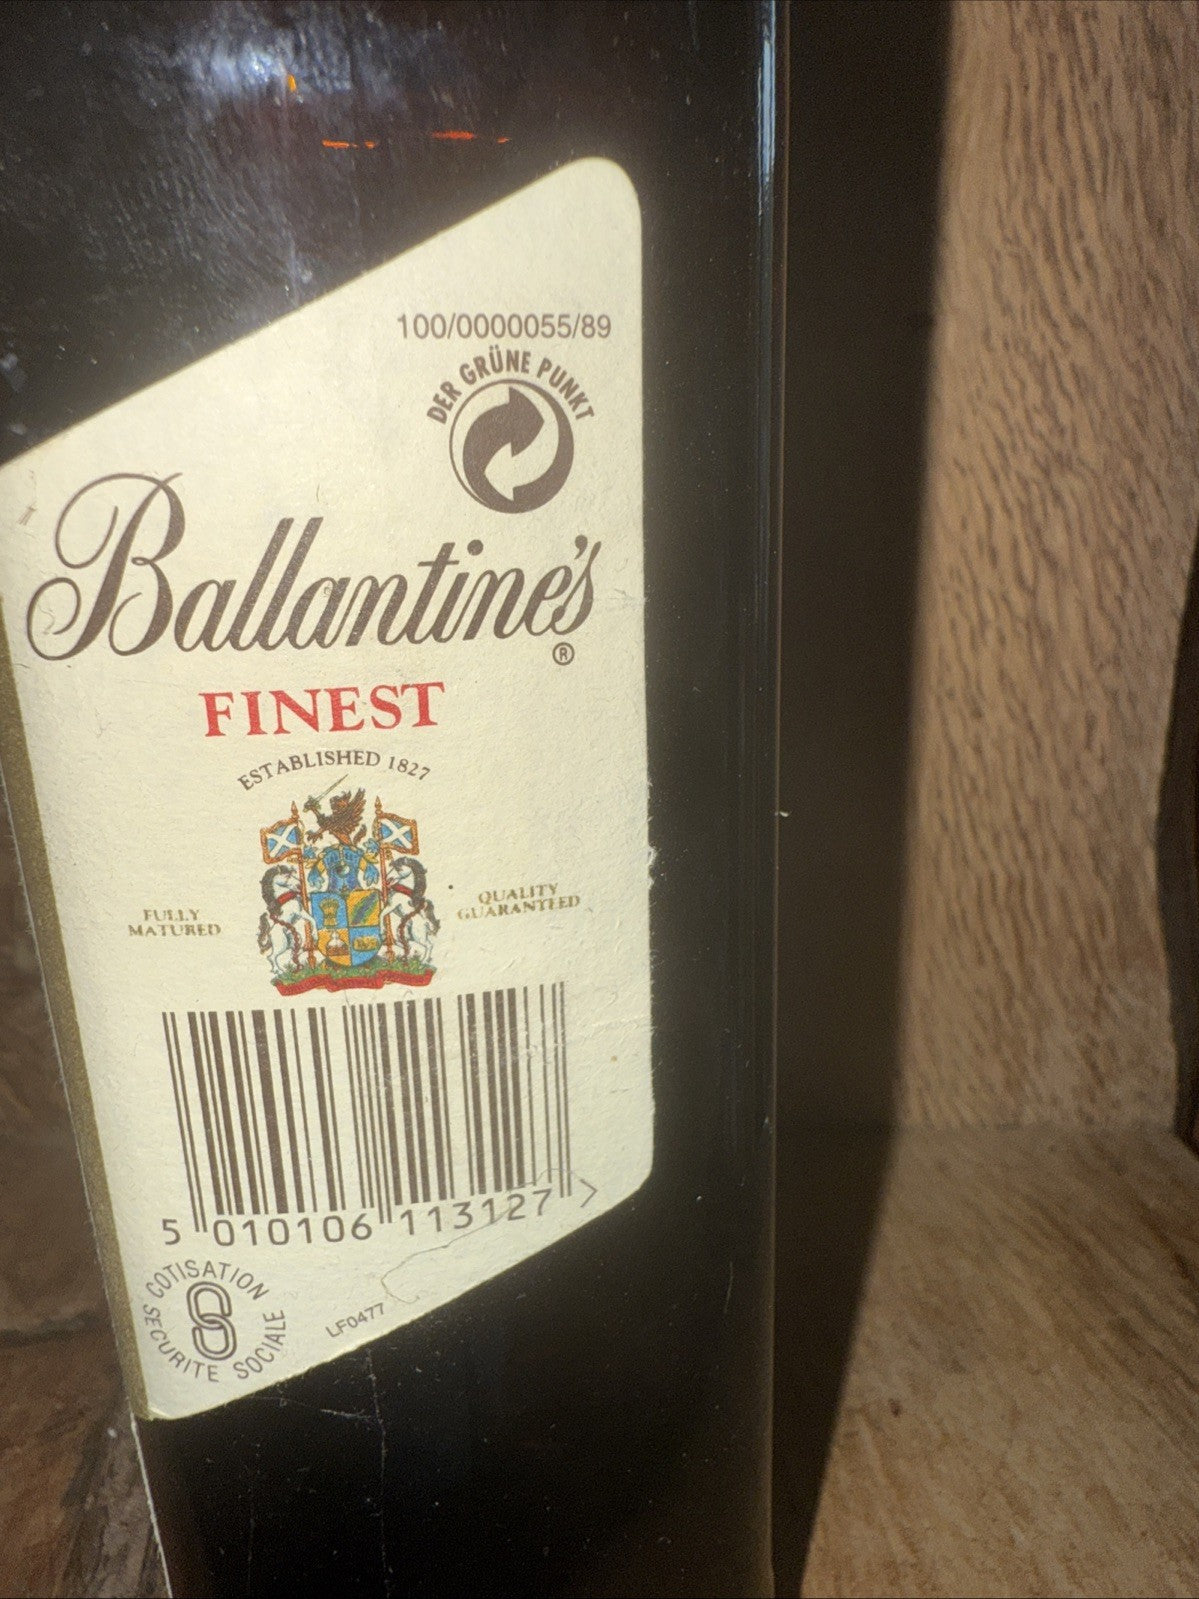 100/0000055/89
DER GRÜNE PUNKT
Ballantine's
®
FINEST
ESTABLISHED 1827
FULLY
MATURED
QUALITY
GUARANTEED
5 010106 113127 >
COTISATION
SECURITE SOCIALE
LF0477